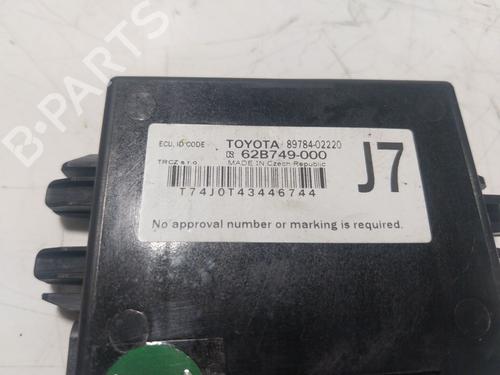 ECU, ID CODE TOYOTA 89784-02220
62B749-000
TRCZ s.r.o MADE IN Czech Republic
J7
T74J0T43446744
No approval number or marking is required.
B-Parts